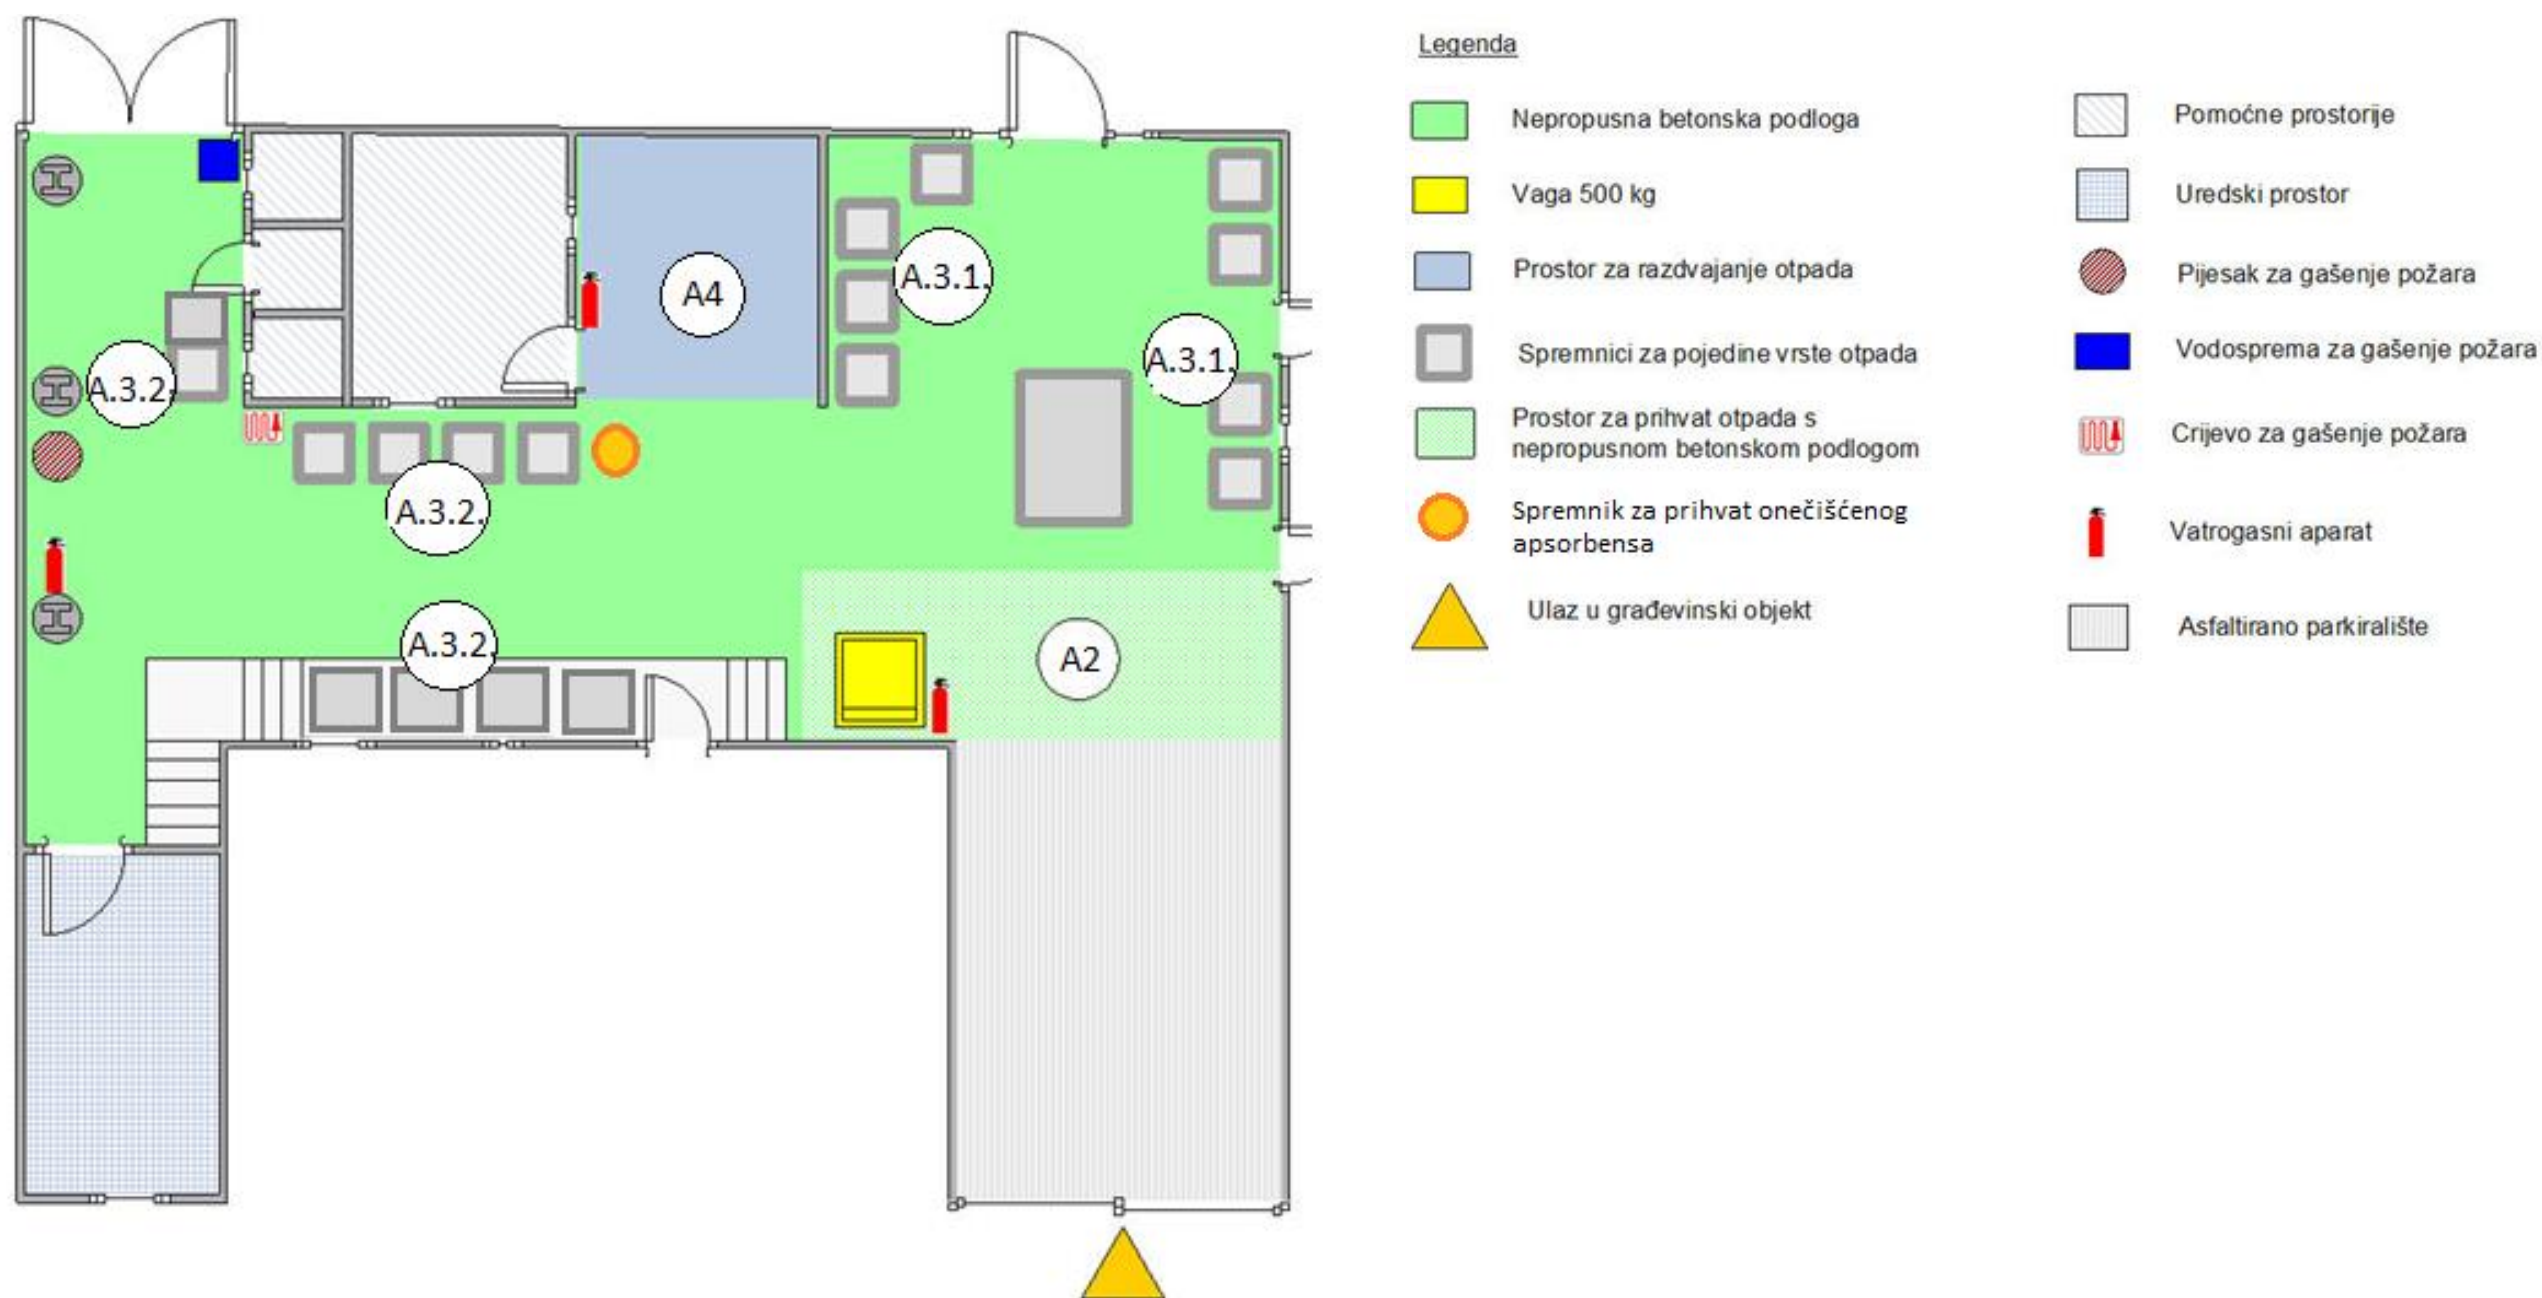 A4
A.3.1.
A.3.1.
A.3.2.
A.3.2.
A.3.2.
A2
Legenda
Nepropusna betonska podloga
Vaga 500 kg
Prostor za razdvajanje otpada
Spremnici za pojedine vrste otpada
Prostor za prihvat otpada s
nepropusnom betonskom podlogom
Spremnik za prihvat onečišćenog
apsorbensa
Ulaz u građevinski objekt
Pomoćne prostorije
Uredski prostor
Pijesak za gašenje požara
Vodosprema za gašenje požara
Crijevo za gašenje požara
Vatrogasni aparat
Asfaltirano parkiralište